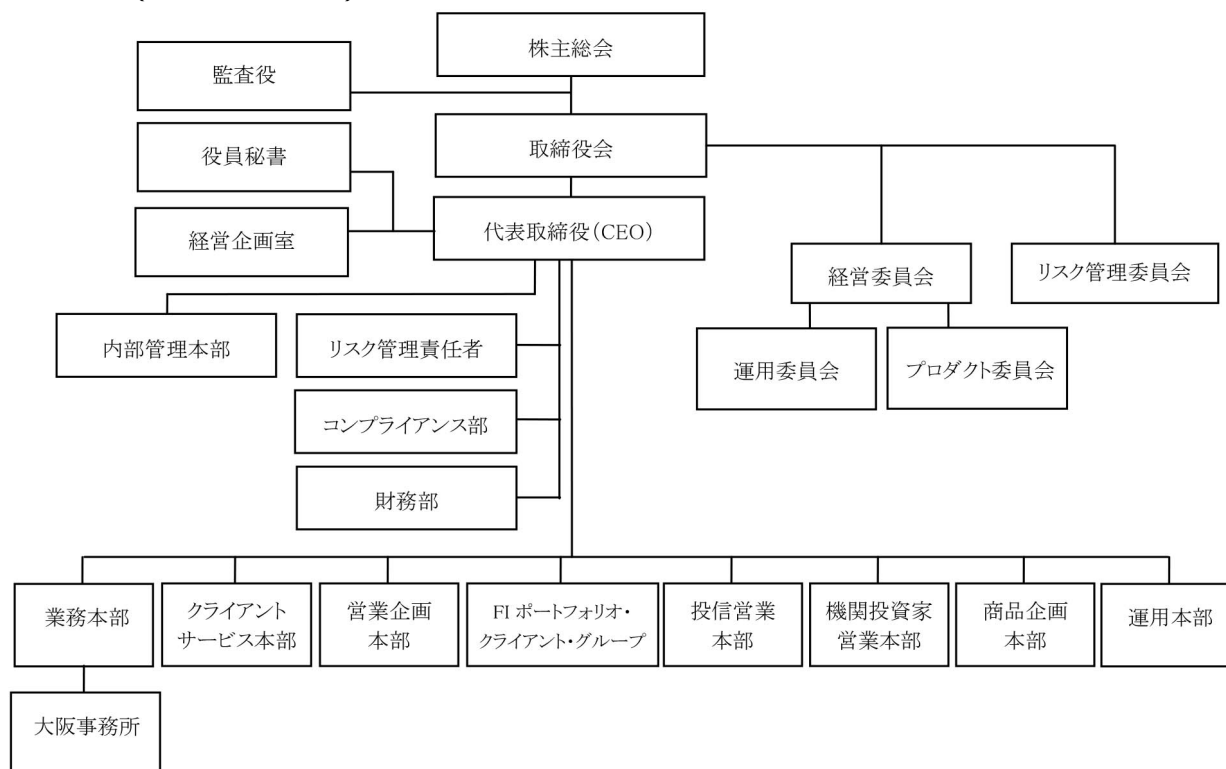 株主総会
監査役
取締役会
役員秘書
代表取締役(CEO)
経営企画室
経営委員会
リスク管理委員会
内部管理本部
リスク管理責任者
運用委員会
プロダクト委員会
コンプライアンス部
財務部
業務本部
クライアント
サービス本部
営業企画
本部
FI ポートフォリオ・
クライアント・グループ
投信営業
本部
機関投資家
営業本部
商品企画
本部
運用本部
大阪事務所